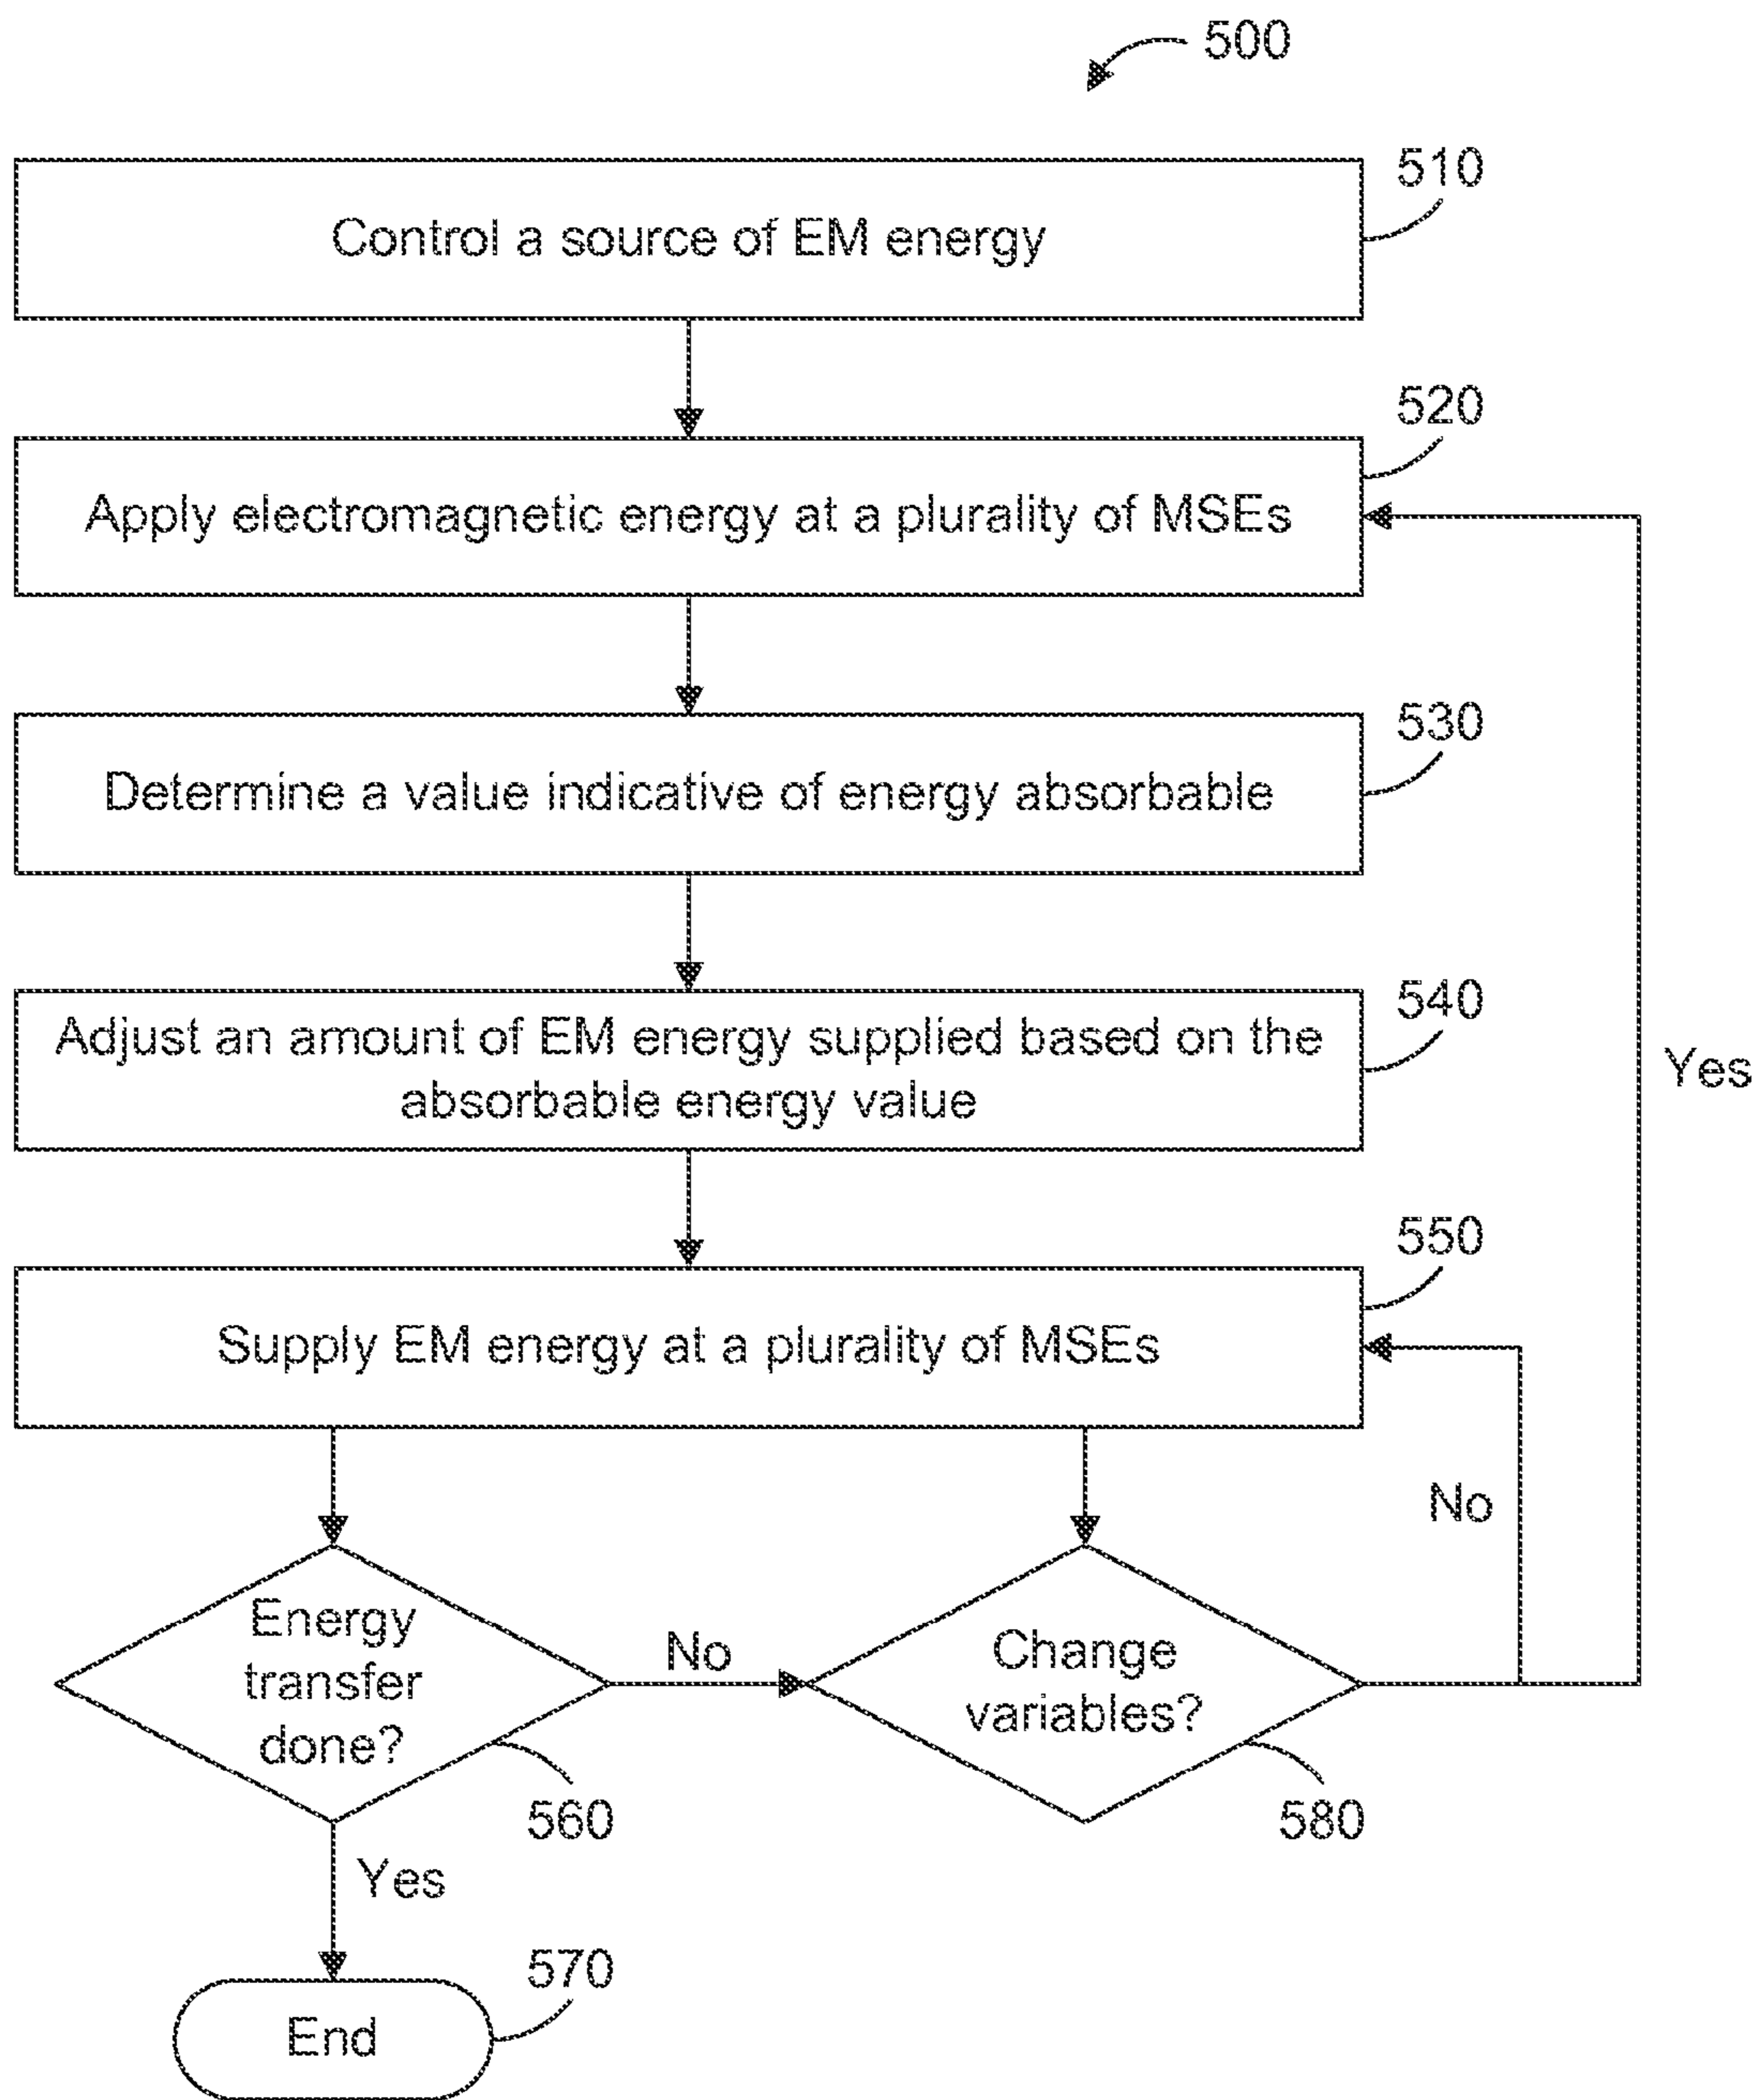 500
510
Control a source of EM energy
520
Apply electromagnetic energy at a plurality of MSEs
530
Determine a value indicative of energy absorbable
540
Adjust an amount of EM energy supplied based on the
absorbable energy value
Yes
550
Supply EM energy at a plurality of MSEs
No
Energy
transfer
done?
No
Change
variables?
560
580
Yes
570
End